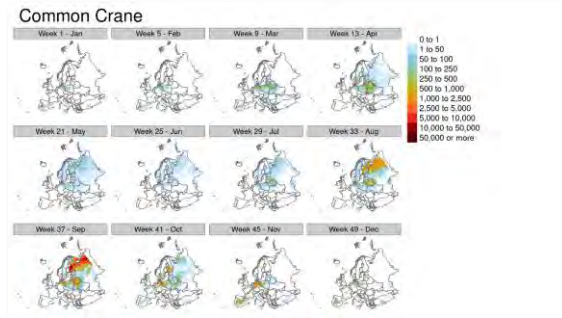 Common Crane
Week 1 - Jan
Week 5 - Feb
Week 9 - Mar
Week 13 - Apr
0 to 1
1 to 50
50 to 100
100 to 250
250 to 500
500 to 1,000
1,000 to 2,500
2,500 to 5,000
5,000 to 10,000
10,000 to 50,000
50,000 or more
Week 21 - May
Week 25 - Jun
Week 29 - Jul
Week 33 - Aug
Week 37 - Sep
Week 41 - Oct
Week 45 - Nov
Week 49 - Dec